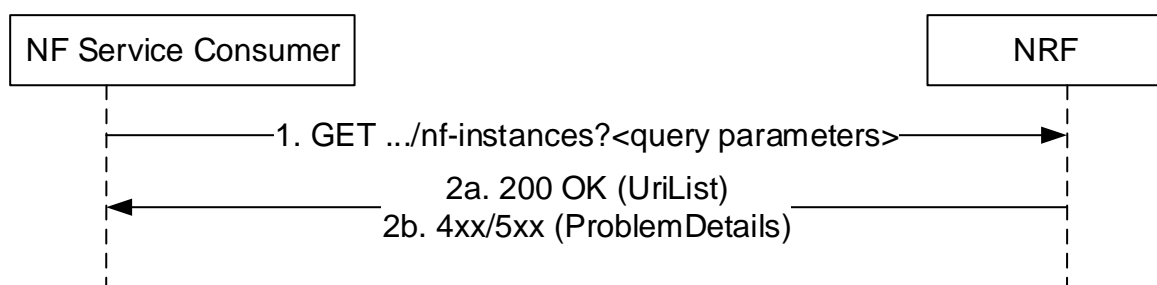 NF Service Consumer
NRF
1. GET .../nf-instances?<query parameters>
2a. 200 OK (UriList)
2b. 4xx/5xx (ProblemDetails)